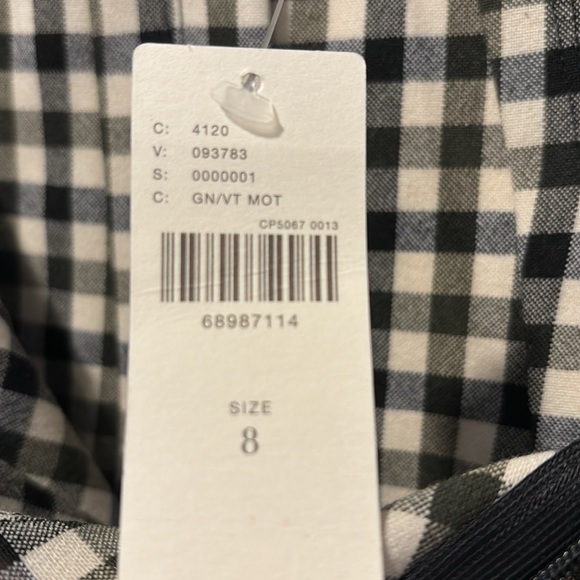 C: 4120
V: 093783
S: 0000001
C: GN/VT MOT
CP5067 0013
68987114
SIZE
8